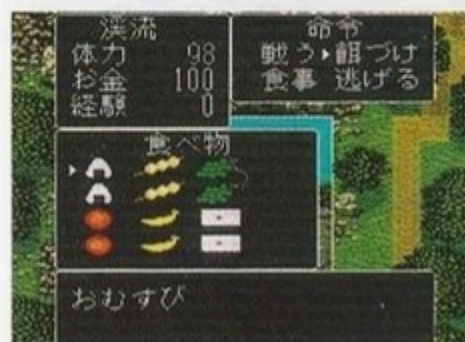 渓流
体力 98
お金 100
経験 0
命令
戦う▶餌づけ
食事 逃げる
食べ物
おむすび